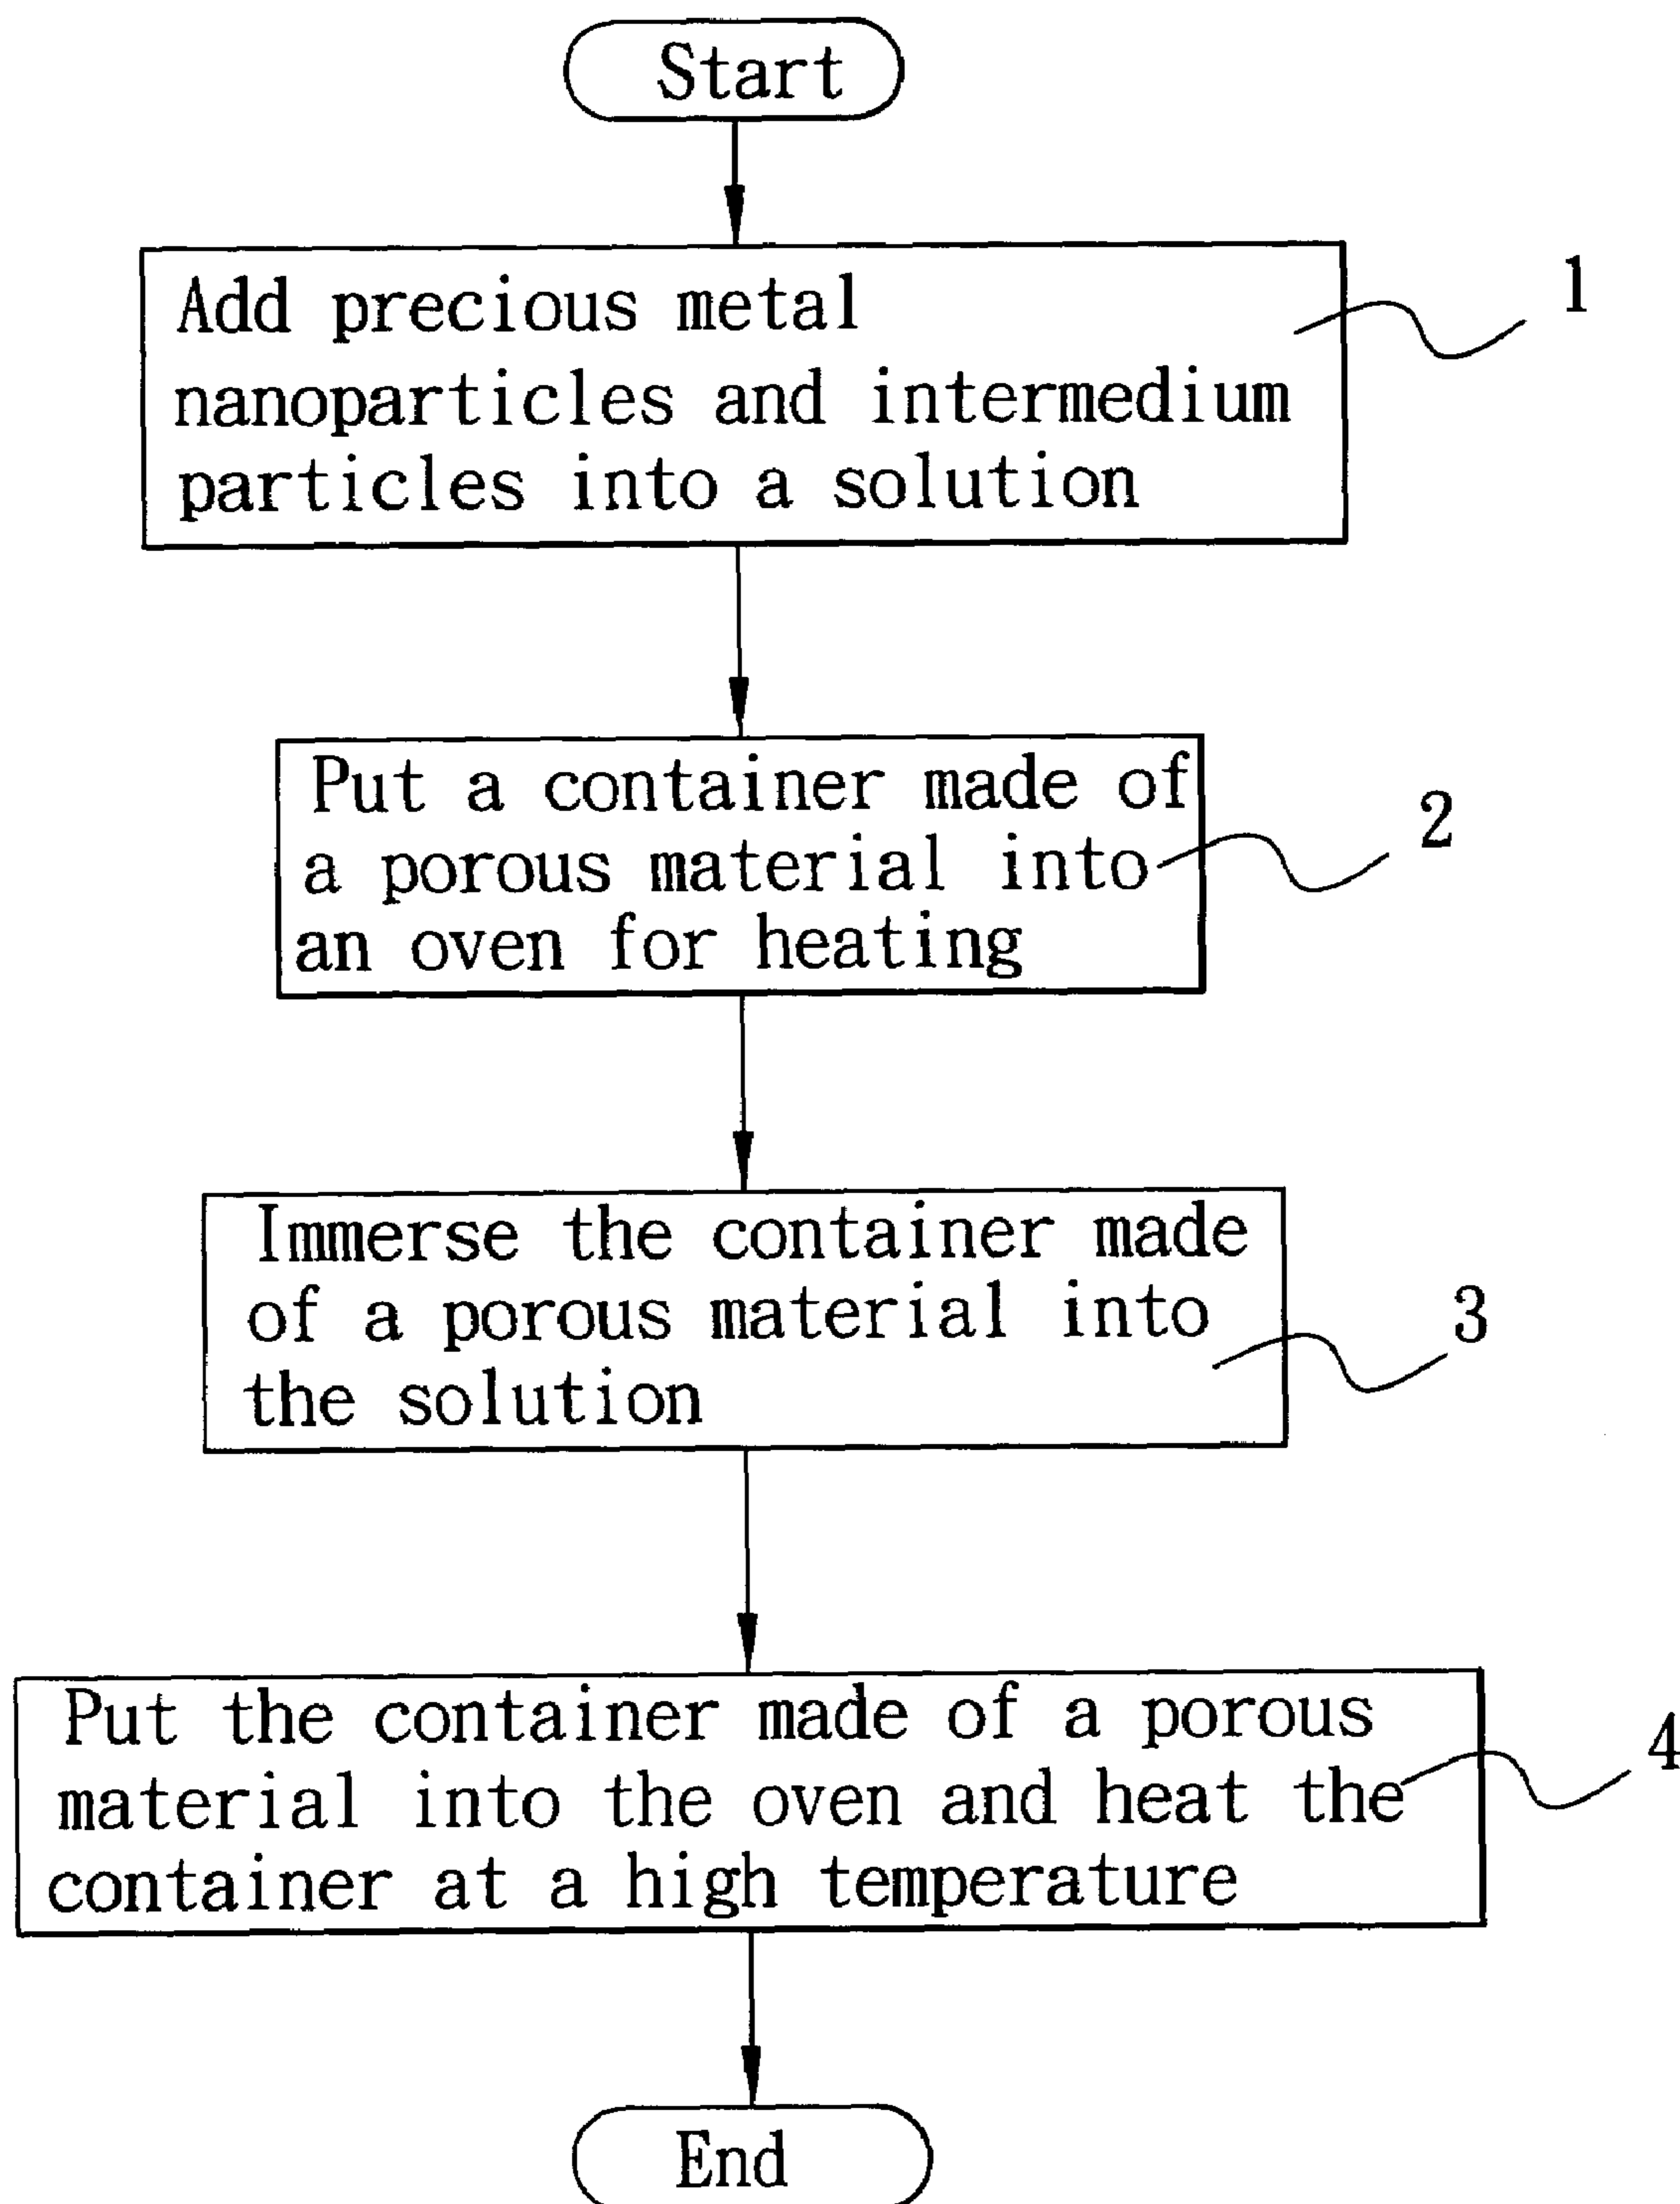 Start
Add precious metal
nanoparticles and intermedium
particles into a solution
1
Put a container made of
a porous material into
an oven for heating
2
Immerse the container made
of a porous material into
the solution
3
Put the container made of a porous
material into the oven and heat the
container at a high temperature
4
End